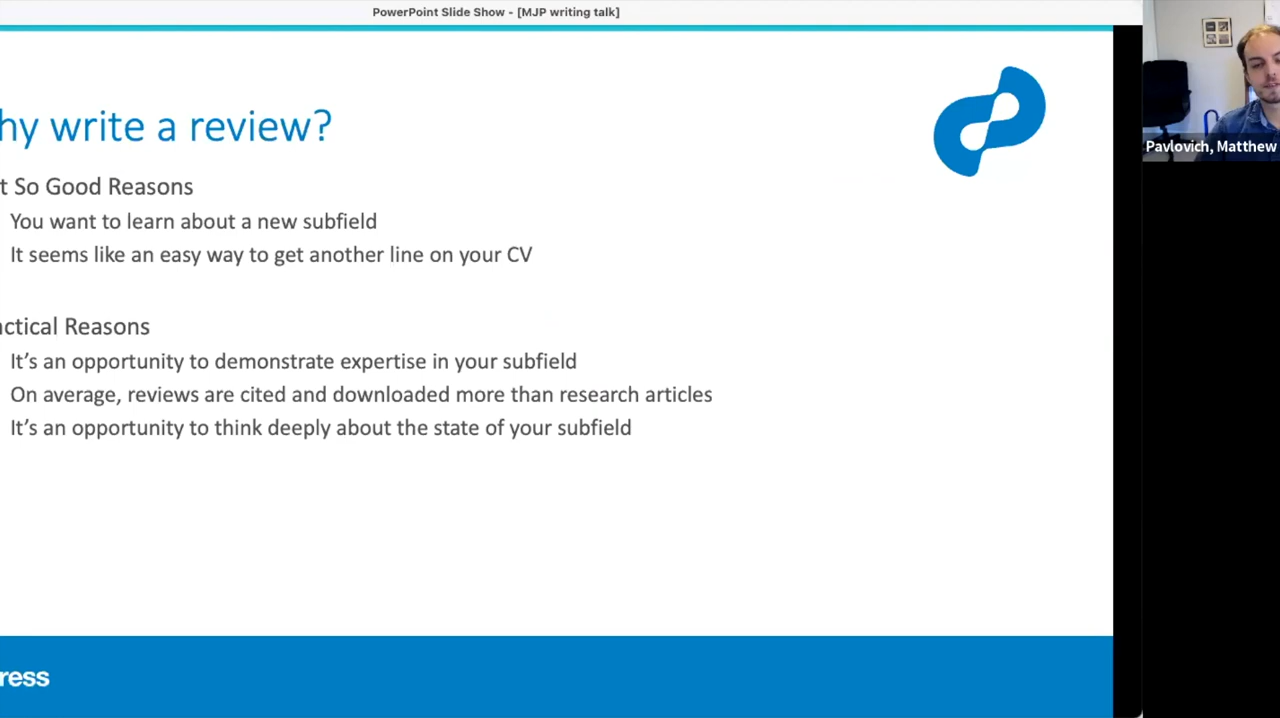 PowerPoint Slide Show - [MJP writing talk]
hy write a review?
t So Good Reasons
You want to learn about a new subfield
It seems like an easy way to get another line on your CV
actical Reasons
It's an opportunity to demonstrate expertise in your subfield
On average, reviews are cited and downloaded more than research articles
It's an opportunity to think deeply about the state of your subfield
ress
Pavlovich, Matthew